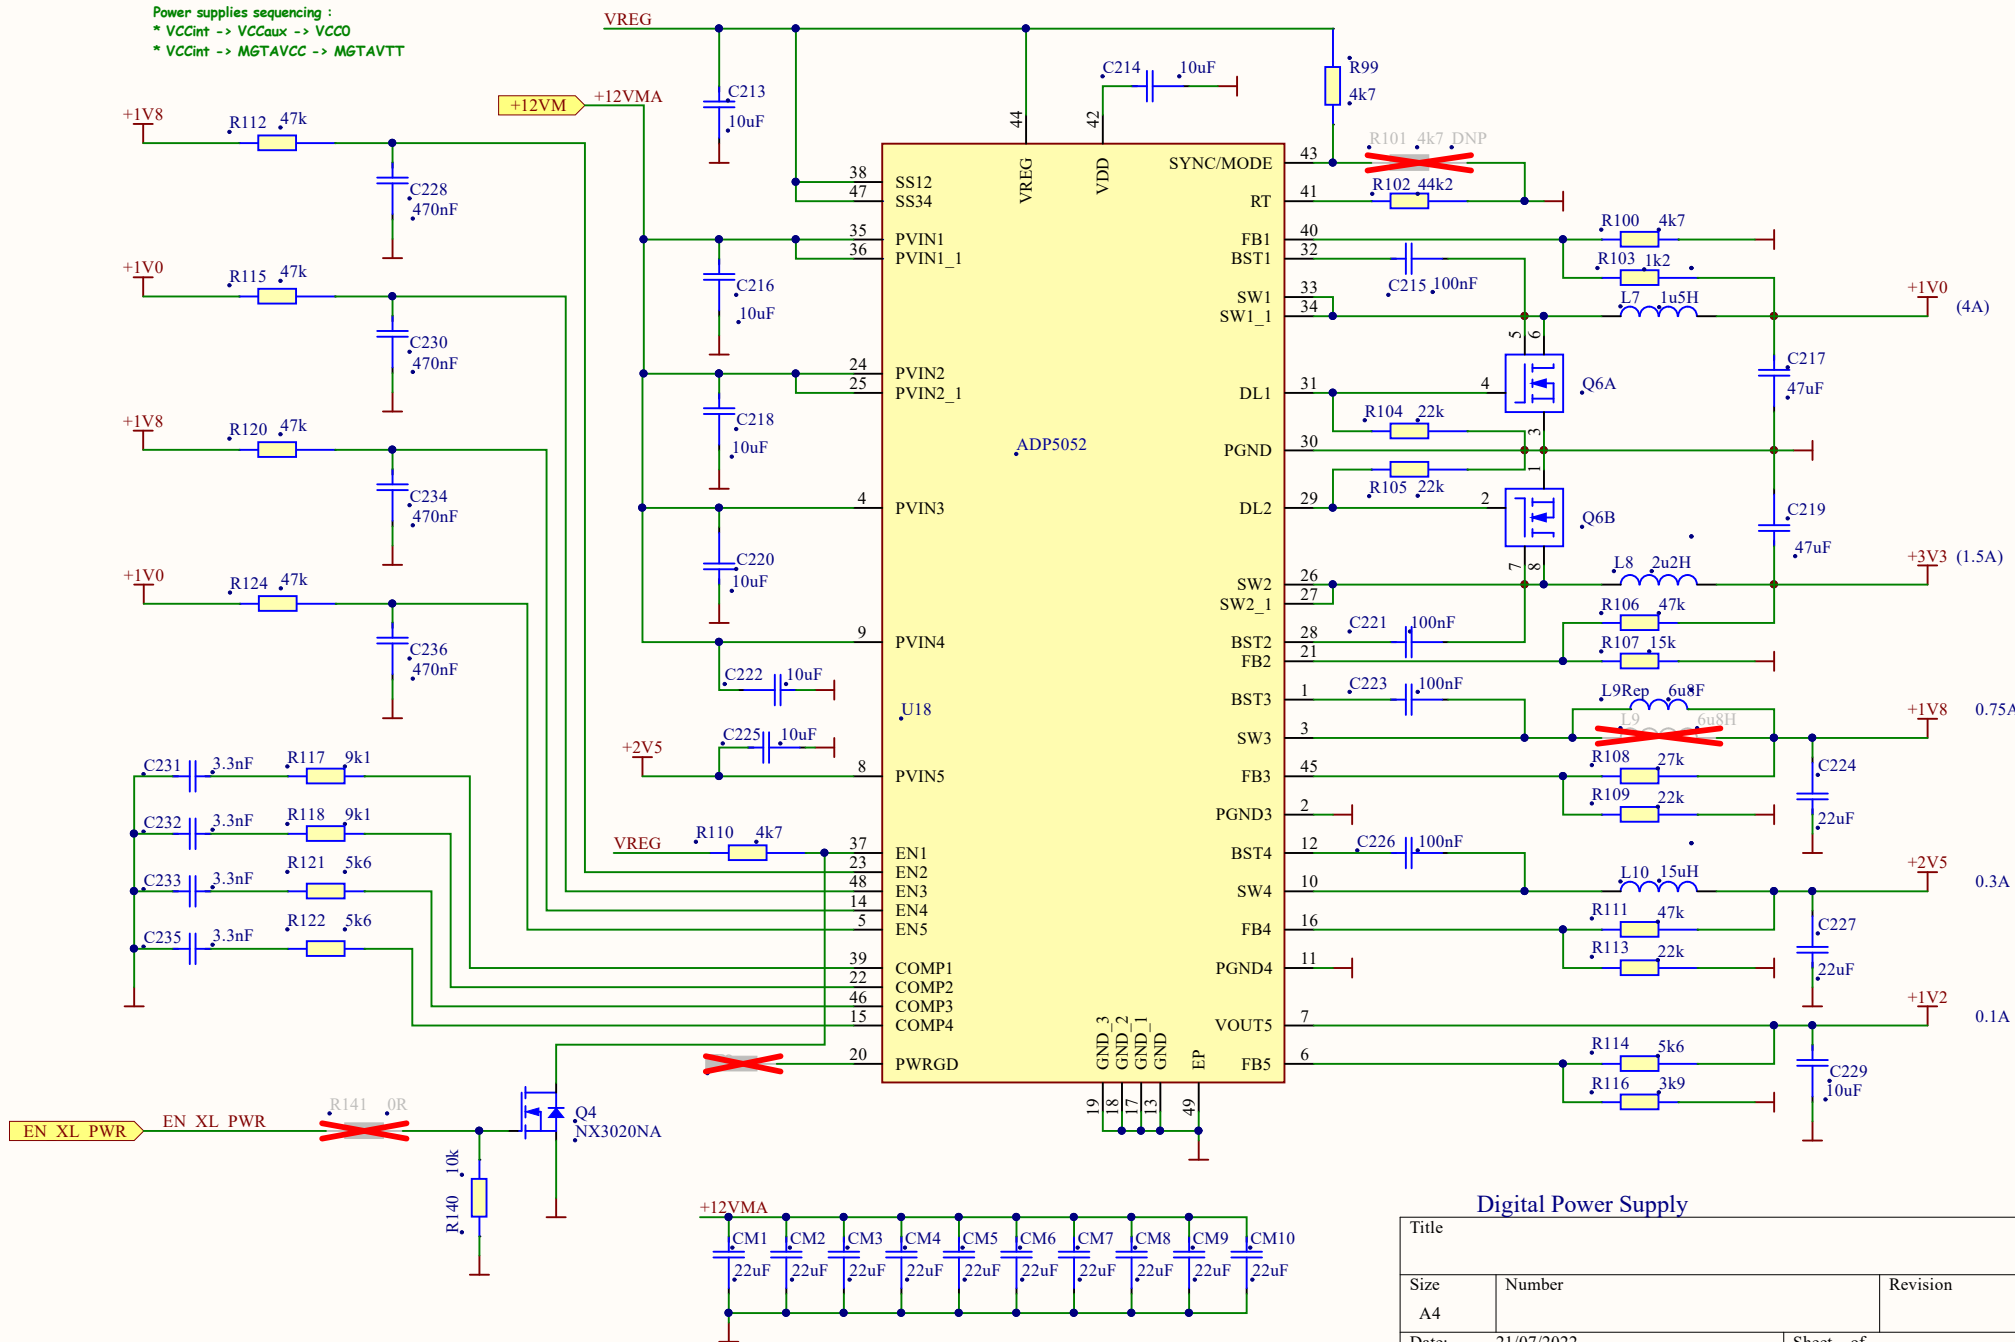 Power supplies sequencing :
* VCCint -> VCCaux -> VCCO
* VCCint -> MGTAVCC -> MGTAVTT
VREG
+12VM
+12VMA
C213
10uF
C214
10uF
R99
4k7
44
42
VREG
VDD
+1V8
R112
47k
C228
470nF
+1V0
R115
47k
C230
470nF
+1V8
R120
47k
C234
470nF
+1V0
R124
47k
C236
470nF
C231
3.3nF
R117
9k1
C232
3.3nF
R118
9k1
C233
3.3nF
R121
5k6
C235
3.3nF
R122
5k6
C216
10uF
C218
10uF
C220
10uF
C222
10uF
C225
10uF
+2V5
VREG
R110
4k7
38 SS12
47 SS34
35 PVIN1
36 PVIN1_1
24 PVIN2
25 PVIN2_1
4 PVIN3
9 PVIN4
8 PVIN5
37 EN1
23 EN2
48 EN3
14 EN4
5 EN5
39 COMP1
22 COMP2
46 COMP3
15 COMP4
20 PWRGD
ADP5052
U18
SYNC/MODE 43
RT 41
FB1 40
BST1 32
SW1 33
SW1_1 34
DL1 31
PGND 30
DL2 29
SW2 26
SW2_1 27
BST2 28
FB2 21
BST3 1
SW3 3
FB3 45
PGND3 2
BST4 12
SW4 10
FB4 16
PGND4 11
VOUT5 7
FB5 6
GND_3
GND_2
GND_1
GND
EP
19
18
17
13
49
R101 4k7 DNP
R102 44k2
R100 4k7
R103 1k2
C215 100nF
L7 1u5H
+1V0
(4A)
5
6
4
Q6A
3
C217
47uF
R104 22k
R105 22k
1
2
Q6B
7
8
C219
47uF
L8 2u2H
+3V3 (1.5A)
R106 47k
C221 100nF
R107 15k
C223 100nF
L9Rep 6u8F
L9 6u8H
+1V8
0.75A
R108 27k
R109 22k
C224
22uF
C226 100nF
L10 15uH
+2V5
0.3A
R111 47k
R113 22k
C227
22uF
+1V2
0.1A
R114 5k6
R116 3k9
C229
10uF
EN_XL_PWR
EN_XL_PWR
R141 0R
Q4
NX3020NA
R140 10k
+12VMA
CM1 CM2 CM3 CM4 CM5 CM6 CM7 CM8 CM9 CM10
22uF 22uF 22uF 22uF 22uF 22uF 22uF 22uF 22uF 22uF
Digital Power Supply
Title
Size Number Revision
A4
Date: 21/07/2022 Sheet of